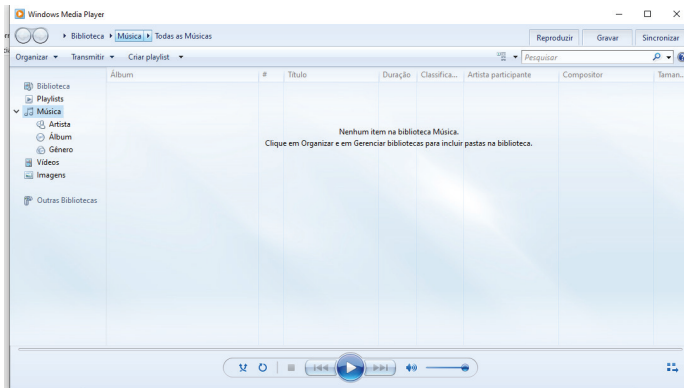 Windows Media Player
Biblioteca Música Todas as Músicas
Reproduzir Gravar Sincronizar
Organizar Transmitir Criar playlist Pesquisar
Álbum # Título Duração Classifica... Artista participante Compositor Taman...
Biblioteca
Playlists
Música
Artista
Álbum
Gênero
Vídeos
Imagens
Outras Bibliotecas
Nenhum item na biblioteca Música.
Clique em Organizar e em Gerenciar bibliotecas para incluir pastas na biblioteca.